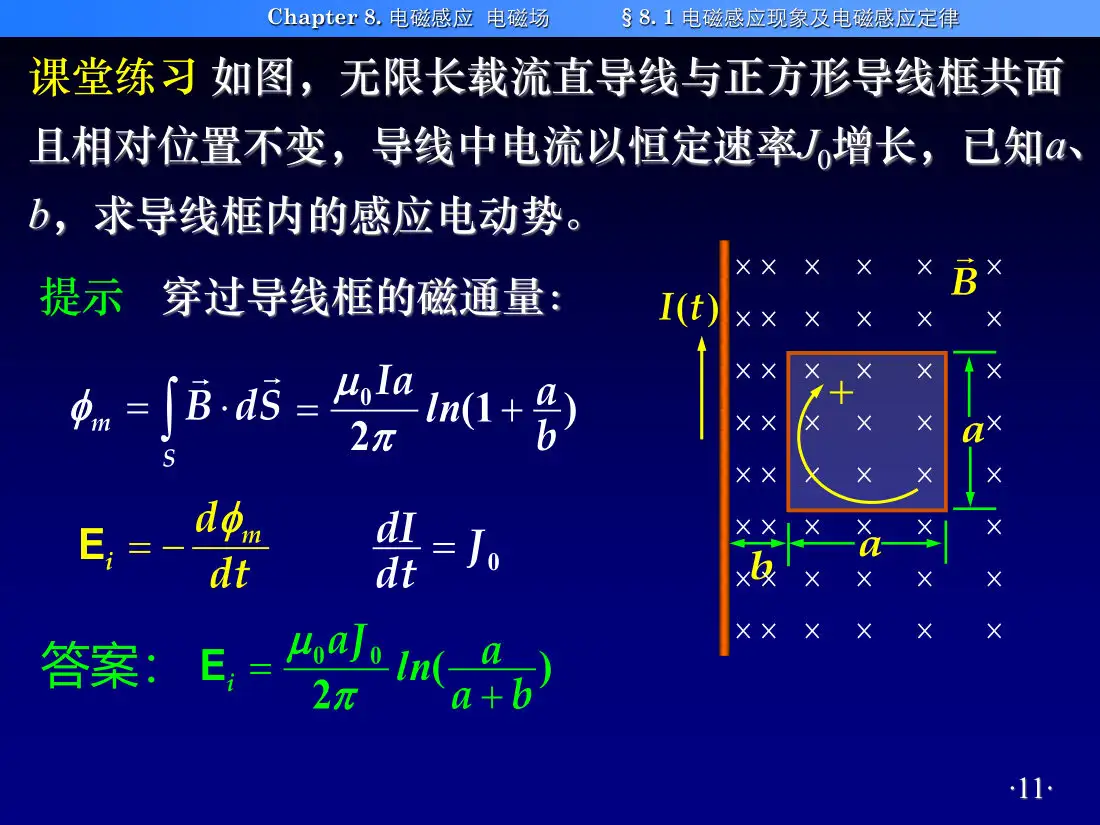 Chapter 8. 电磁感应 电磁场 §8. 1 电磁感应现象及电磁感应定律
课堂练习 如图，无限长载流直导线与正方形导线框共面
且相对位置不变，导线中电流以恒定速率J₀增长，已知a、
b，求导线框内的感应电动势。
提示 穿过导线框的磁通量：
ϕₘ = ∫_S B⃗ · dS⃗ = μ₀Ia/2π ln(1 + a/b)
Eᵢ = − dϕₘ/dt dI/dt = J₀
答案： Eᵢ = μ₀aJ₀/2π ln( a/a + b )
I(t)
B⃗
+
a
a
b
·11·